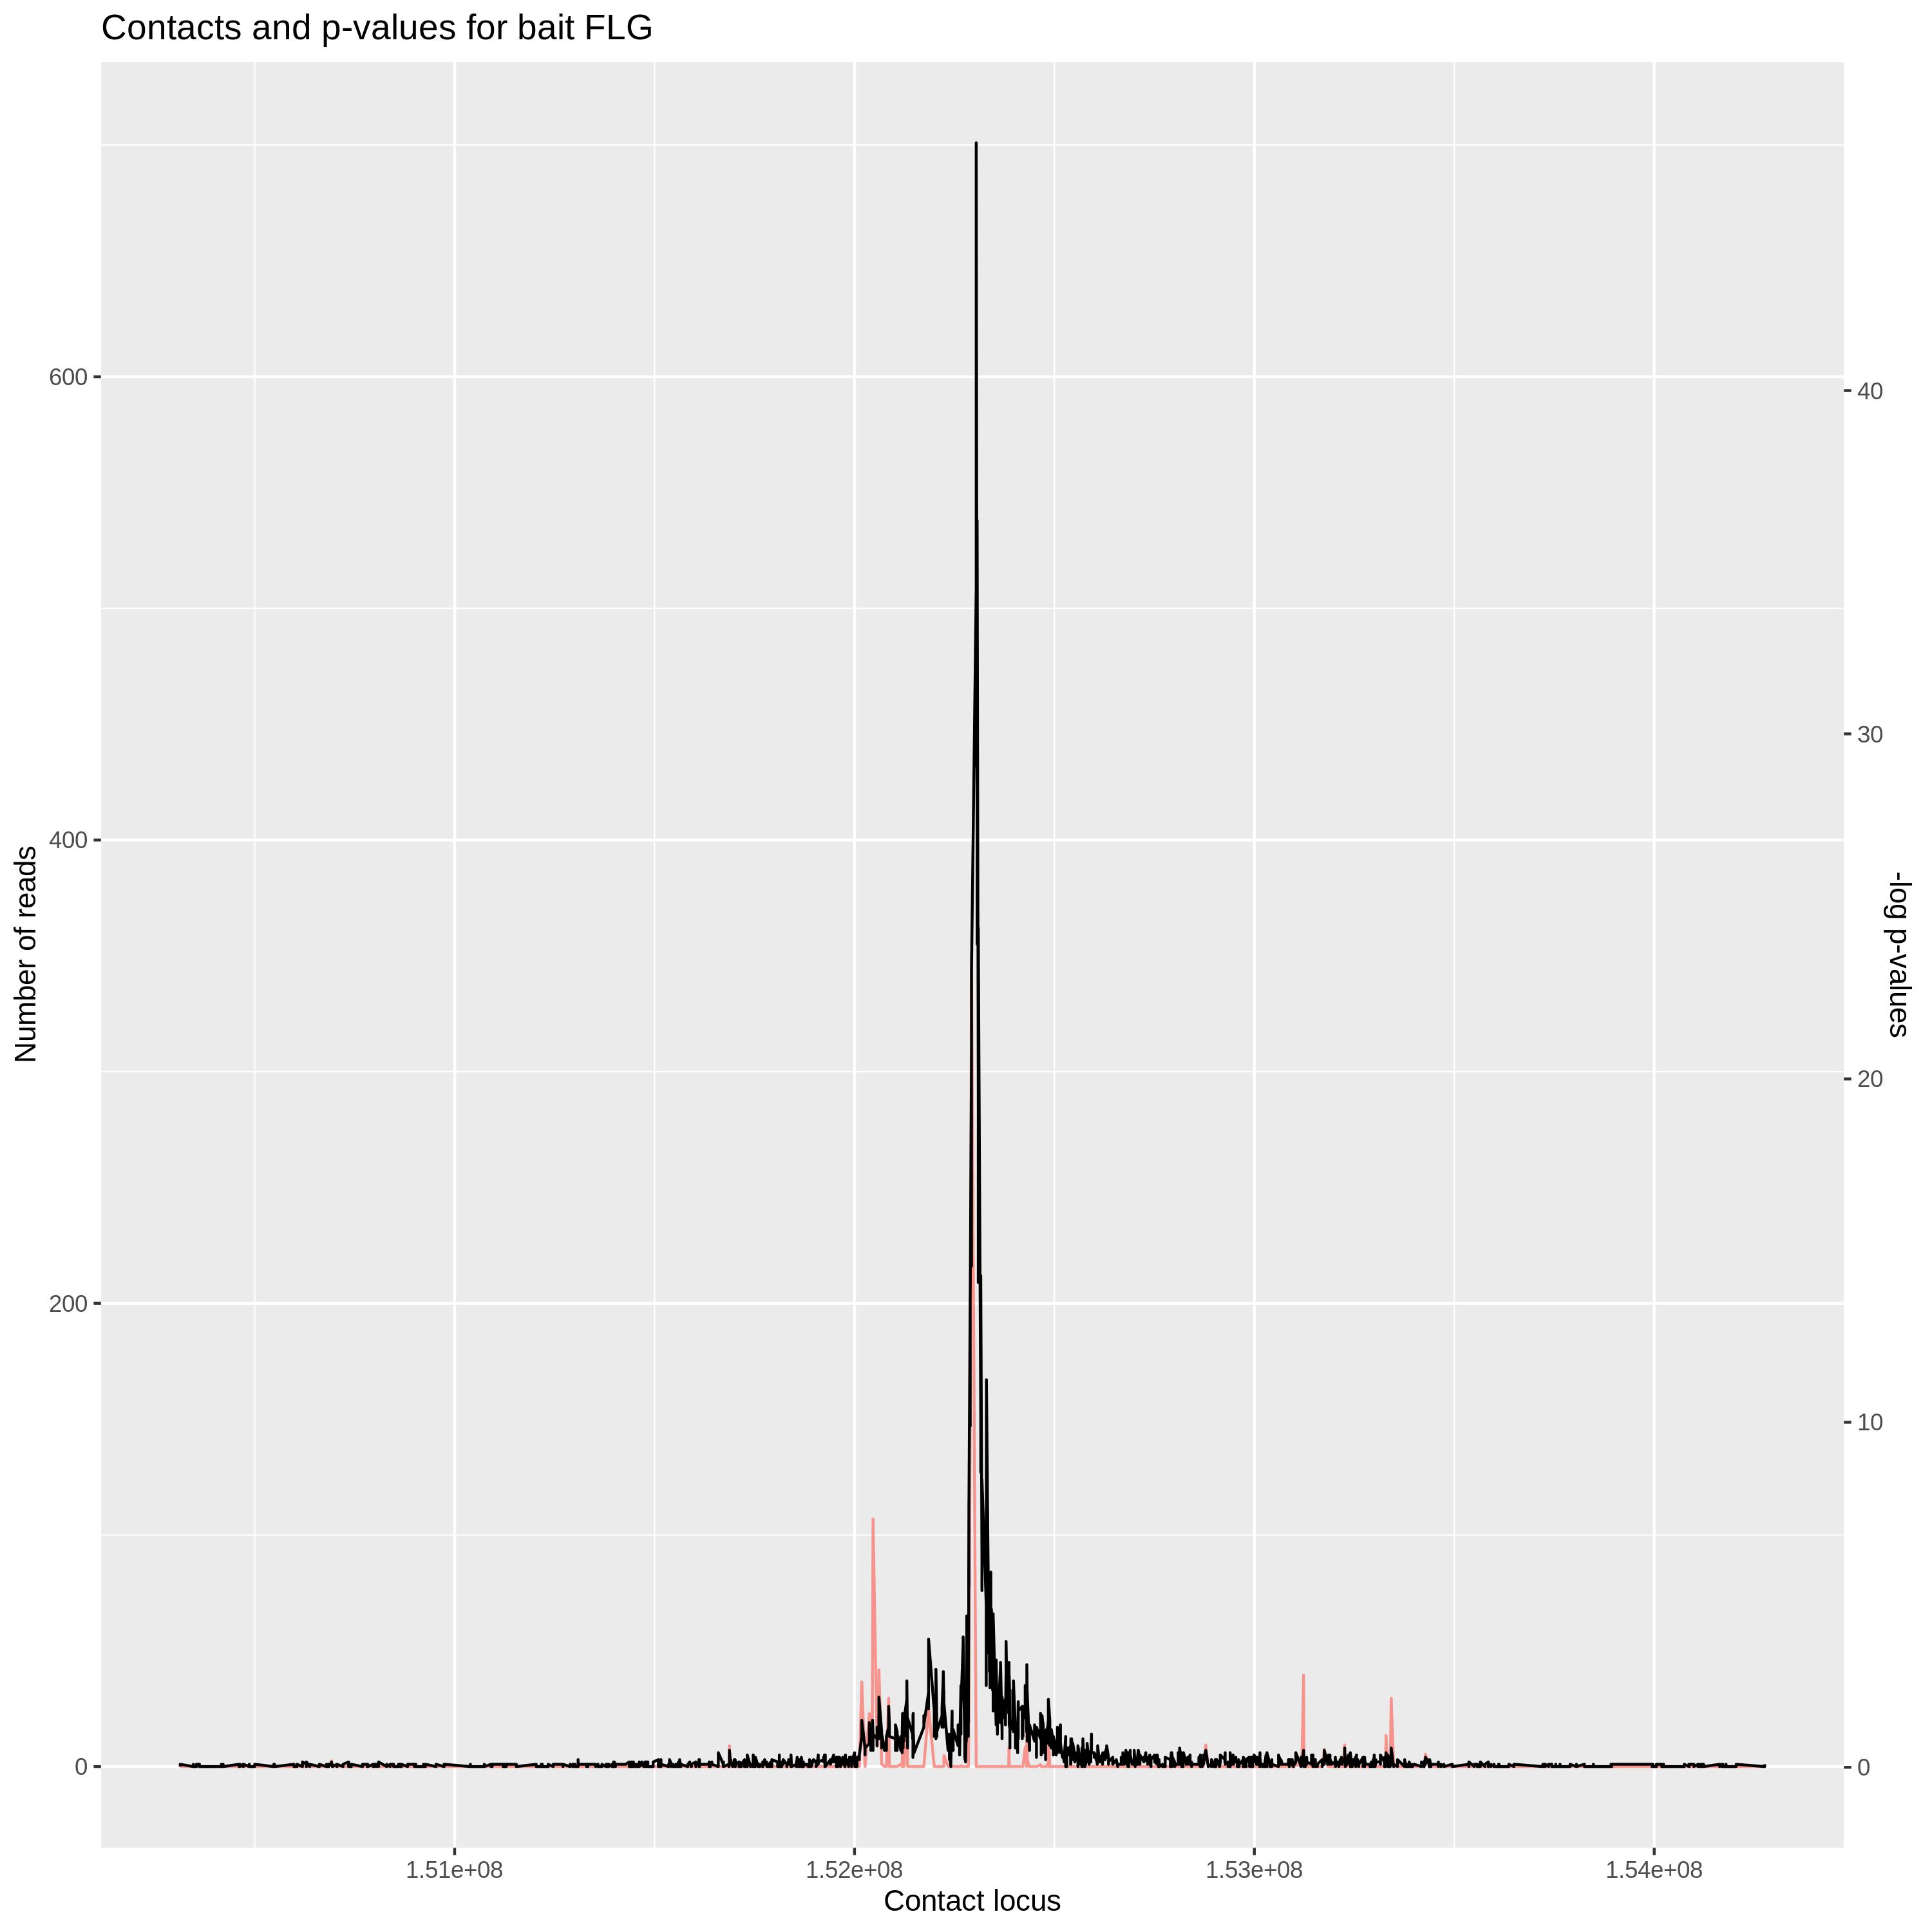 Contacts and p-values for bait FLG
600
400
200
0
40
30
20
10
0
Number of reads
-log p-values
1.51e+08
1.52e+08
1.53e+08
1.54e+08
Contact locus